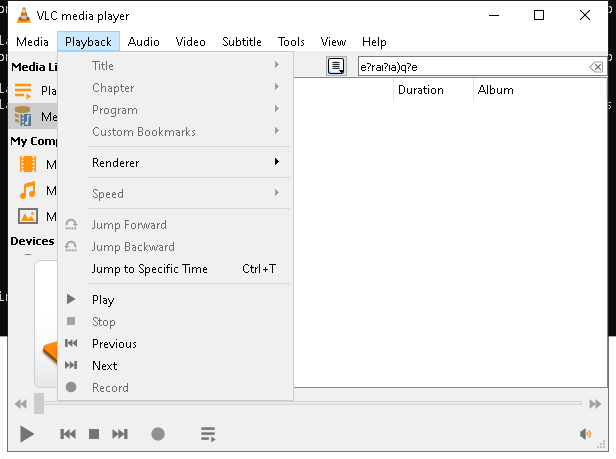 VLC media player
Media Playback Audio Video Subtitle Tools View Help
Media Li
Pla
Me
My Comp
M
M
M
Devices
Title
Chapter
Program
Custom Bookmarks
Renderer
Speed
Jump Forward
Jump Backward
Jump to Specific Time Ctrl+T
Play
Stop
Previous
Next
Record
e?raı?ıa)q?e
Duration Album